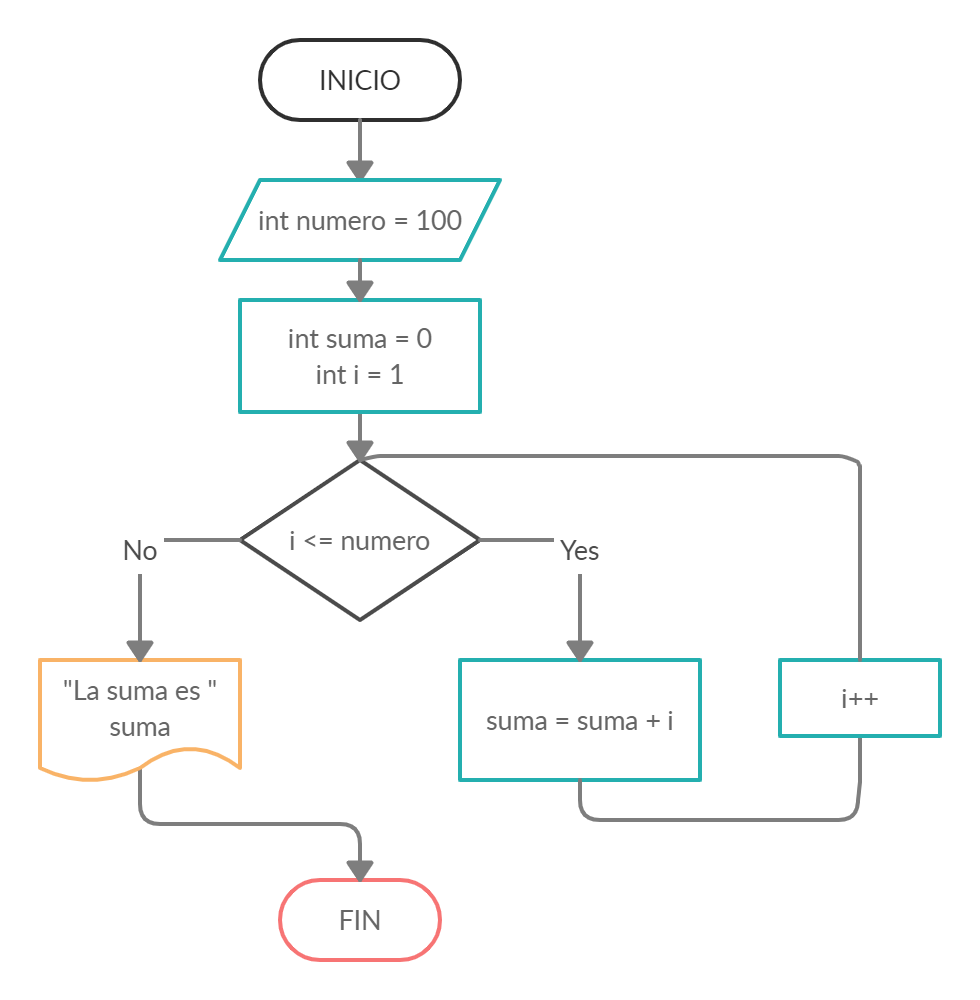 INICIO
int numero = 100
int suma = 0
int i = 1
i <= numero
No
Yes
"La suma es "
suma
suma = suma + i
i++
FIN